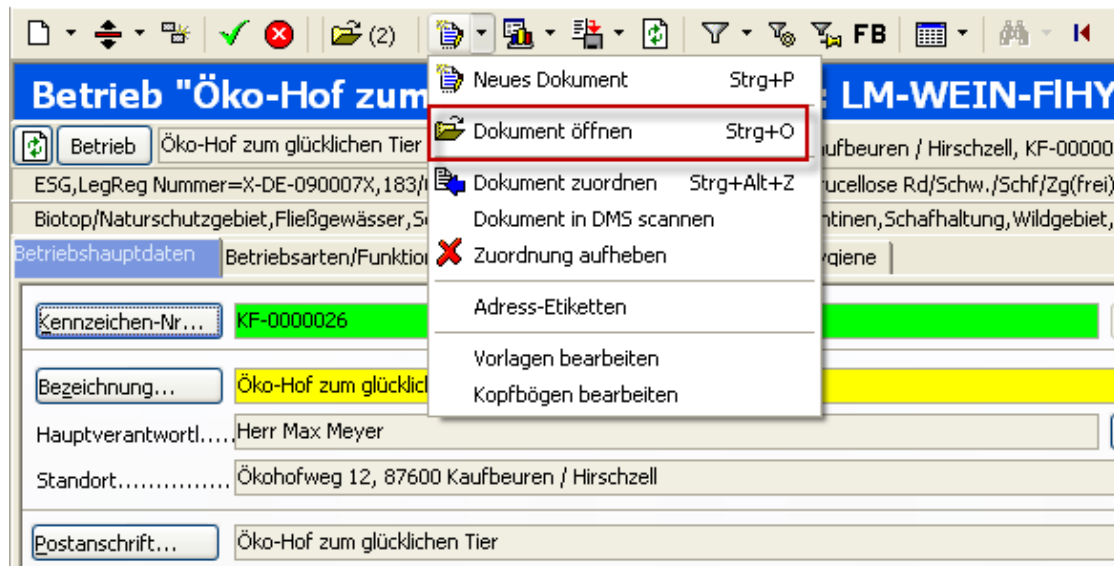 (2) FB
Betrieb "Öko-Hof zum : LM-WEIN-FlHY
Neues Dokument Strg+P
Dokument öffnen Strg+O
Dokument zuordnen Strg+Alt+Z
Dokument in DMS scannen
Zuordnung aufheben
Adress-Etiketten
Vorlagen bearbeiten
Kopfbögen bearbeiten
Betrieb Öko-Hof zum glücklichen Tier ufbeuren / Hirschzell, KF-00000
ESG,LegReg Nummer=X-DE-090007X,183/ rucellose Rd/Schw./Schf/Zg(frei)
Biotop/Naturschutzgebiet,Fließgewässer,S ntinen,Schafhaltung,Wildgebiet,
Betriebshauptdaten Betriebsarten/Funktio ygiene
Kennzeichen-Nr... KF-0000026
Bezeichnung... Öko-Hof zum glücklich
Hauptverantwortl..... Herr Max Meyer
Standort............... Ökohofweg 12, 87600 Kaufbeuren / Hirschzell
Postanschrift... Öko-Hof zum glücklichen Tier